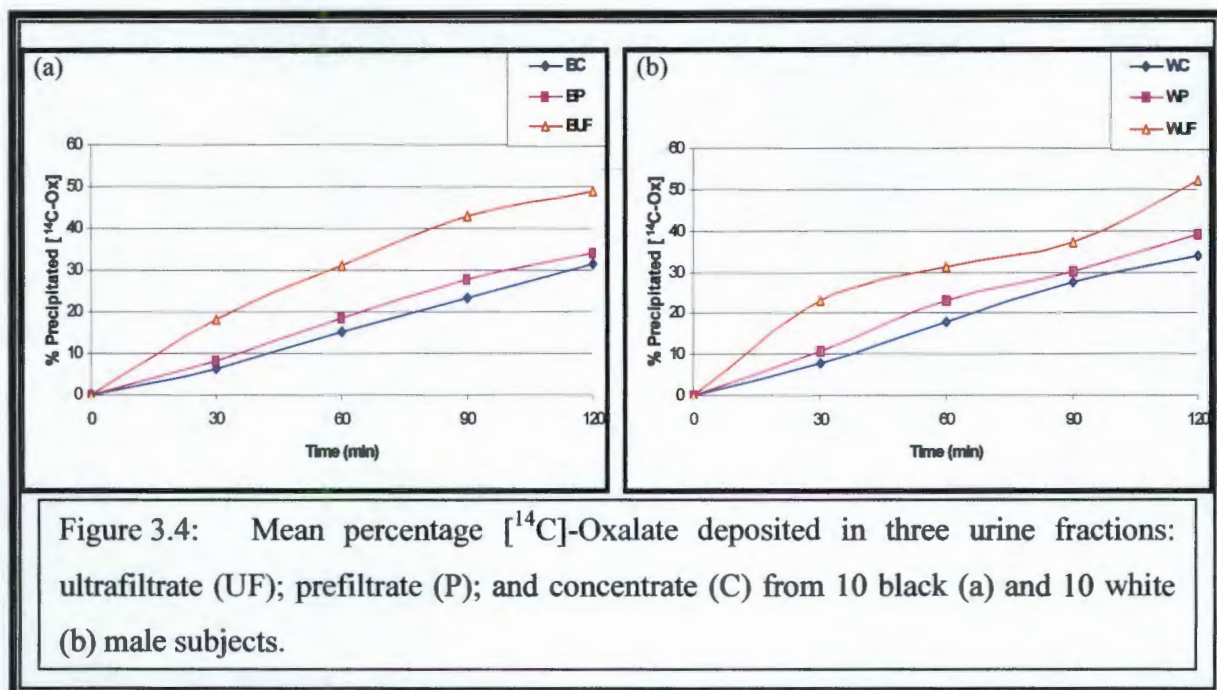 (a)
BC
BP
BUF
60
50
40
30
20
10
0
% Precipitated [¹⁴C-Ox]
0 30 60 90 120
Time (min)
(b)
WC
WP
WUF
60
50
40
30
20
10
0
% Precipitated [¹⁴C-Ox]
0 30 60 90 120
Time (min)
Figure 3.4: Mean percentage [¹⁴C]-Oxalate deposited in three urine fractions:
ultrafiltrate (UF); prefiltrate (P); and concentrate (C) from 10 black (a) and 10 white
(b) male subjects.